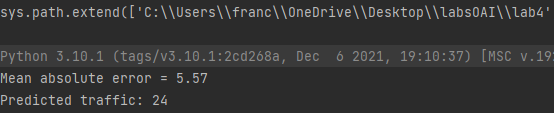 sys.path.extend(['C:\\Users\\franc\\OneDrive\\Desktop\\labsOAI\\lab4'
Python 3.10.1 (tags/v3.10.1:2cd268a, Dec  6 2021, 19:10:37) [MSC v.192
Mean absolute error = 5.57
Predicted traffic: 24